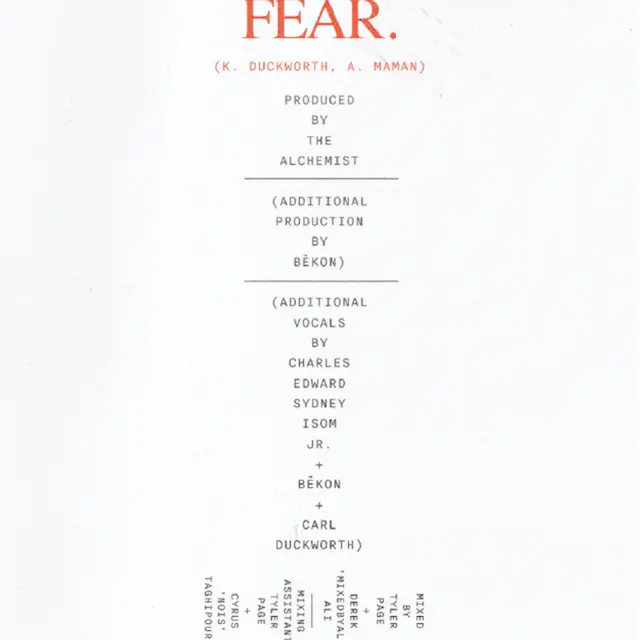 FEAR.
(K. DUCKWORTH, A. MAMAN)
PRODUCED
BY
THE
ALCHEMIST
(ADDITIONAL
PRODUCTION
BY
BĒKON)
(ADDITIONAL
VOCALS
BY
CHARLES
EDWARD
SYDNEY
ISOM
JR.
+
BĒKON
+
CARL
DUCKWORTH)
MIXED
BY
TYLER
PAGE
+
DEREK
'MIXEDBYAL
ALI
MIXING
ASSISTANT
TYLER
PAGE
+
CYRUS
'NOIS'
TAGHIPOUR